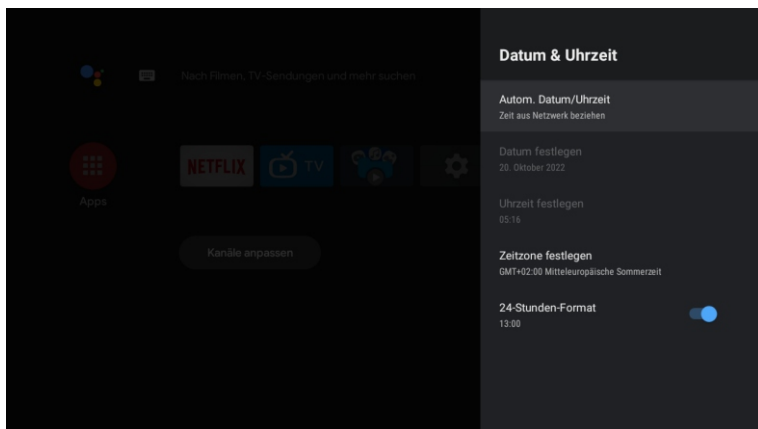 Datum & Uhrzeit
Nach Filmen, TV-Sendungen und mehr suchen
Autom. Datum/Uhrzeit
Zeit aus Netzwerk beziehen
Datum festlegen
20. Oktober 2022
NETFLIX
TV
Apps
Uhrzeit festlegen
05:16
Kanäle anpassen
Zeitzone festlegen
GMT+02:00 Mitteleuropäische Sommerzeit
24-Stunden-Format
13:00